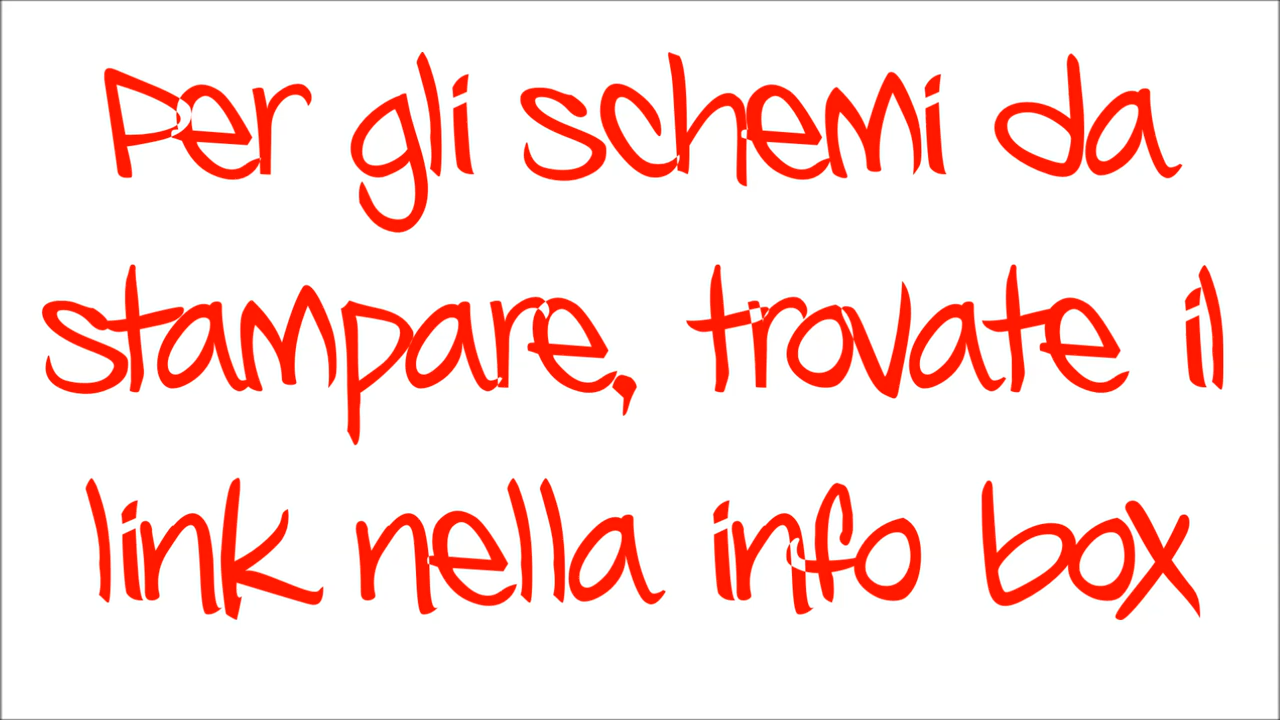 Per gli schemi da
stampare, trovate il
link nella info box